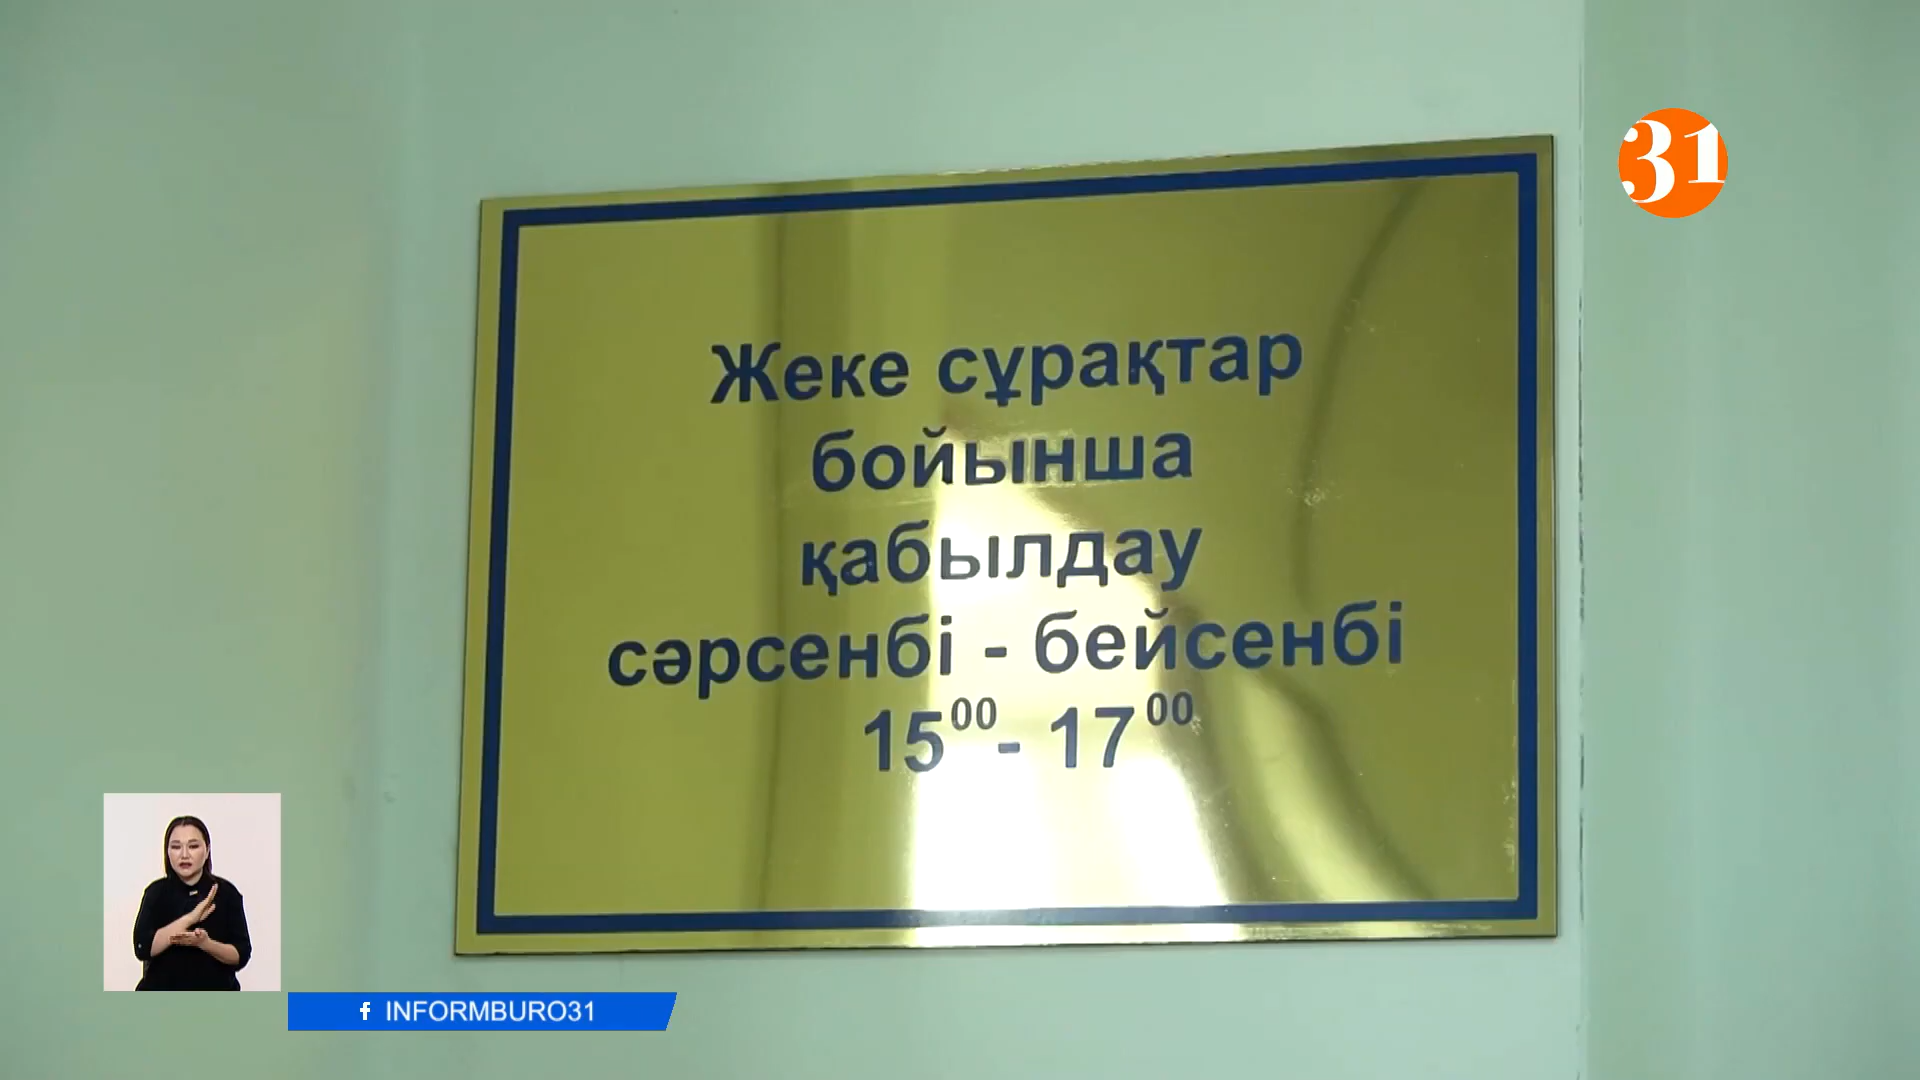 31
Жеке сұрақтар
бойынша
қабылдау
сәрсенбі - бейсенбі
15⁰⁰- 17⁰⁰
f INFORMBURO31